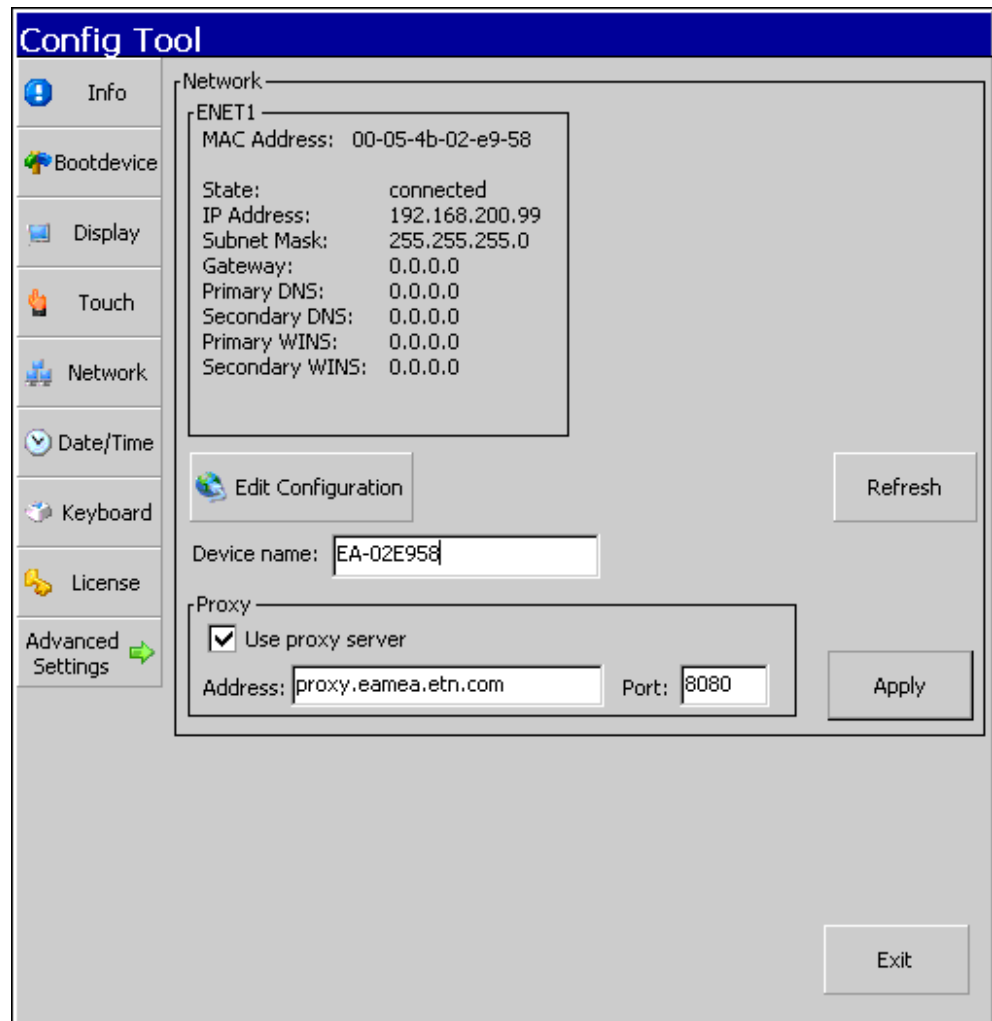 Config Tool
Info
Bootdevice
Display
Touch
Network
Date/Time
Keyboard
License
Advanced
Settings
Network
ENET1
MAC Address: 00-05-4b-02-e9-58
State: connected
IP Address: 192.168.200.99
Subnet Mask: 255.255.255.0
Gateway: 0.0.0.0
Primary DNS: 0.0.0.0
Secondary DNS: 0.0.0.0
Primary WINS: 0.0.0.0
Secondary WINS: 0.0.0.0
Edit Configuration
Refresh
Device name: EA-02E958
Proxy
Use proxy server
Address: proxy.eamea.etn.com Port: 8080
Apply
Exit